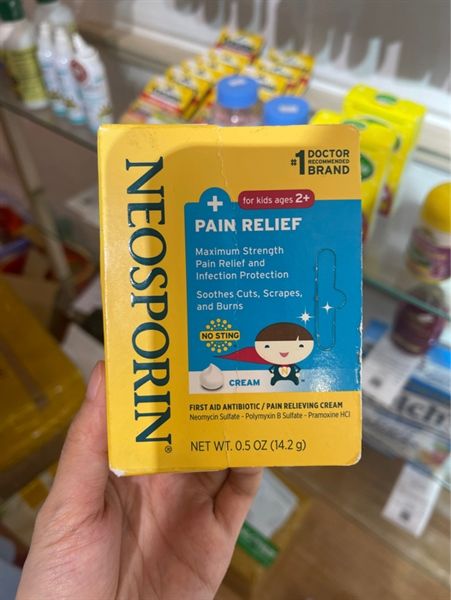 NEOSPORIN®
#1 DOCTOR
RECOMMENDED
BRAND
for kids ages 2+
PAIN RELIEF
Maximum Strength
Pain Relief and
Infection Protection
Soothes Cuts, Scrapes,
and Burns
NO STING
CREAM
FIRST AID ANTIBIOTIC / PAIN RELIEVING CREAM
Neomycin Sulfate - Polymyxin B Sulfate - Pramoxine HCl
NET WT. 0.5 OZ (14.2 g)